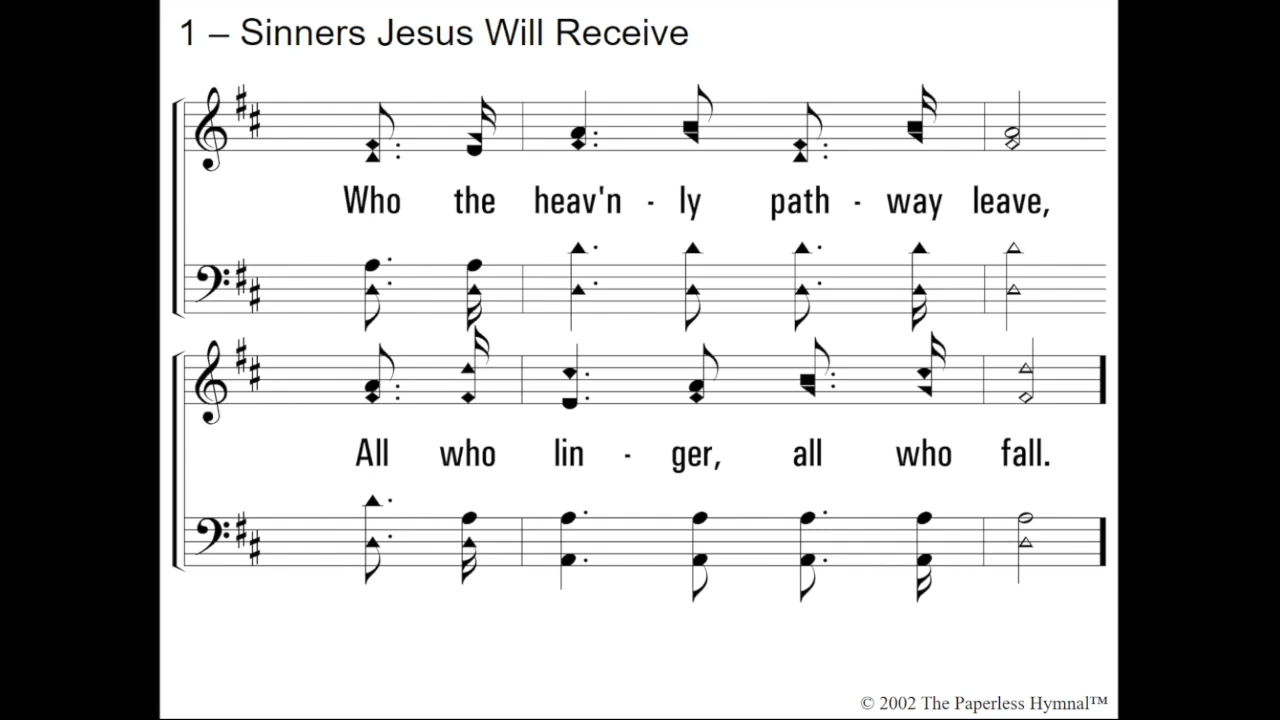 1 – Sinners Jesus Will Receive
Who the heav'n - ly path - way leave,
All who lin - ger, all who fall.
© 2002 The Paperless Hymnal™